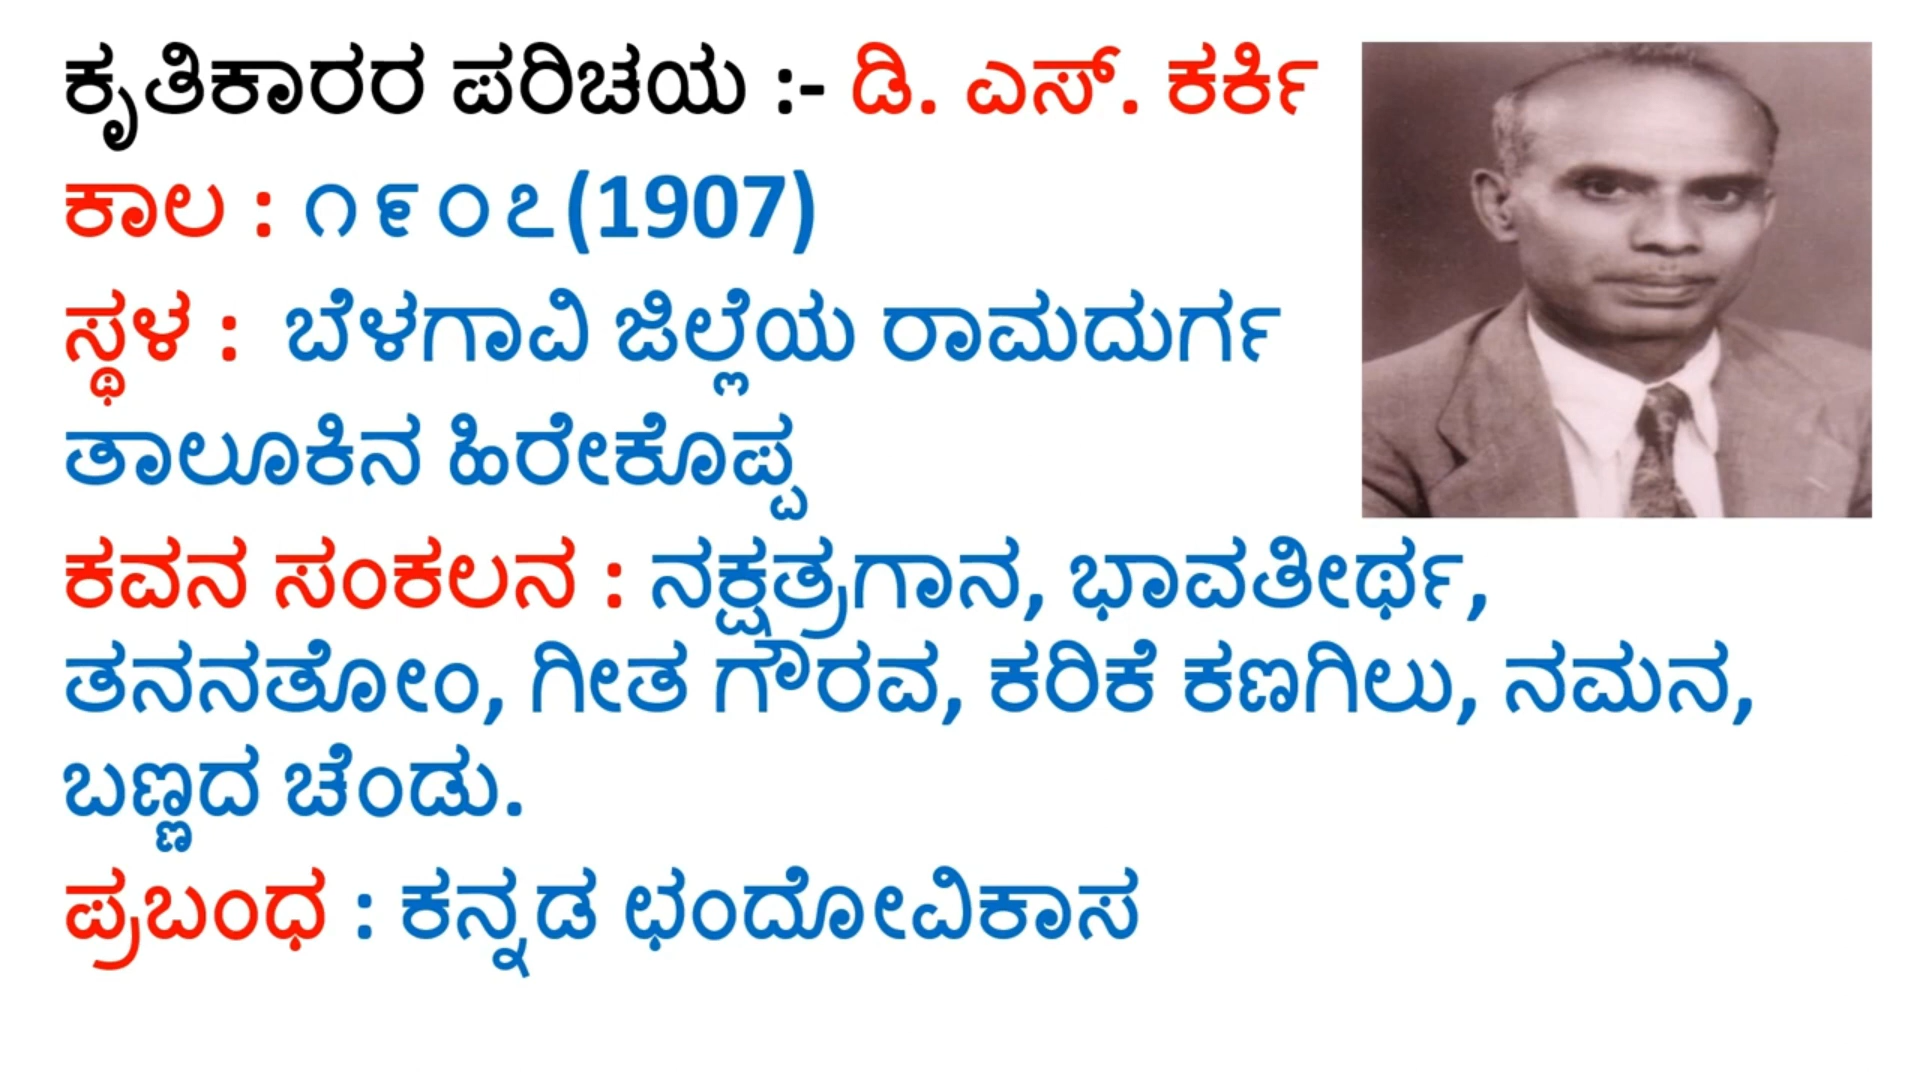 ಕೃತಿಕಾರರ ಪರಿಚಯ :- ಡಿ. ಎಸ್. ಕರ್ಕಿ
ಕಾಲ : ೧೯೦೭(1907)
ಸ್ಥಳ : ಬೆಳಗಾವಿ ಜಿಲ್ಲೆಯ ರಾಮದುರ್ಗ
ತಾಲೂಕಿನ ಹಿರೇಕೊಪ್ಪ
ಕವನ ಸಂಕಲನ : ನಕ್ಷತ್ರಗಾನ, ಭಾವತೀರ್ಥ,
ತನನತೋಂ, ಗೀತ ಗೌರವ, ಕರಿಕೆ ಕಣಗಿಲು, ನಮನ,
ಬಣ್ಣದ ಚೆಂಡು.
ಪ್ರಬಂಧ : ಕನ್ನಡ ಛಂದೋವಿಕಾಸ